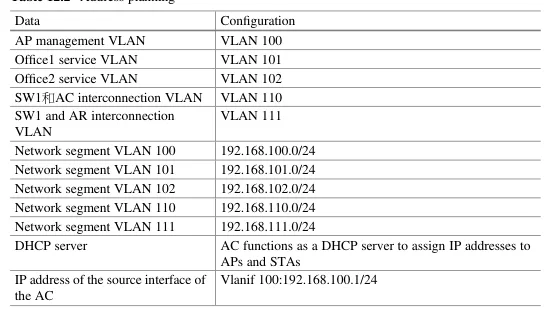 Data Configuration
AP management VLAN VLAN 100
Office1 service VLAN VLAN 101
Office2 service VLAN VLAN 102
SW1和AC interconnection VLAN VLAN 110
SW1 and AR interconnection VLAN 111
VLAN
Network segment VLAN 100 192.168.100.0/24
Network segment VLAN 101 192.168.101.0/24
Network segment VLAN 102 192.168.102.0/24
Network segment VLAN 110 192.168.110.0/24
Network segment VLAN 111 192.168.111.0/24
DHCP server AC functions as a DHCP server to assign IP addresses to
APs and STAs
IP address of the source interface of Vlanif 100:192.168.100.1/24
the AC